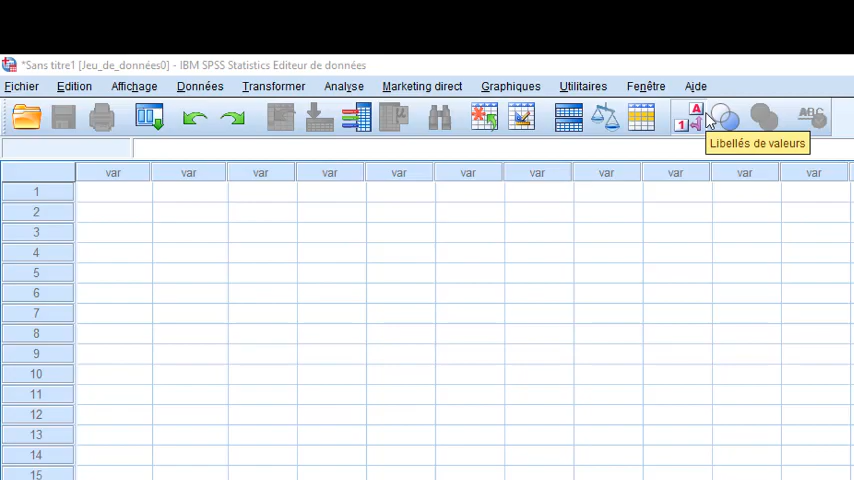 *Sans titre1 [Jeu_de_données0] - IBM SPSS Statistics Editeur de données
Fichier Edition Affichage Données Transformer Analyse Marketing direct Graphiques Utilitaires Fenêtre Aide
A
1
ABC
Libellés de valeurs
var var var var var var var var var var var
1
2
3
4
5
6
7
8
9
10
11
12
13
14
15